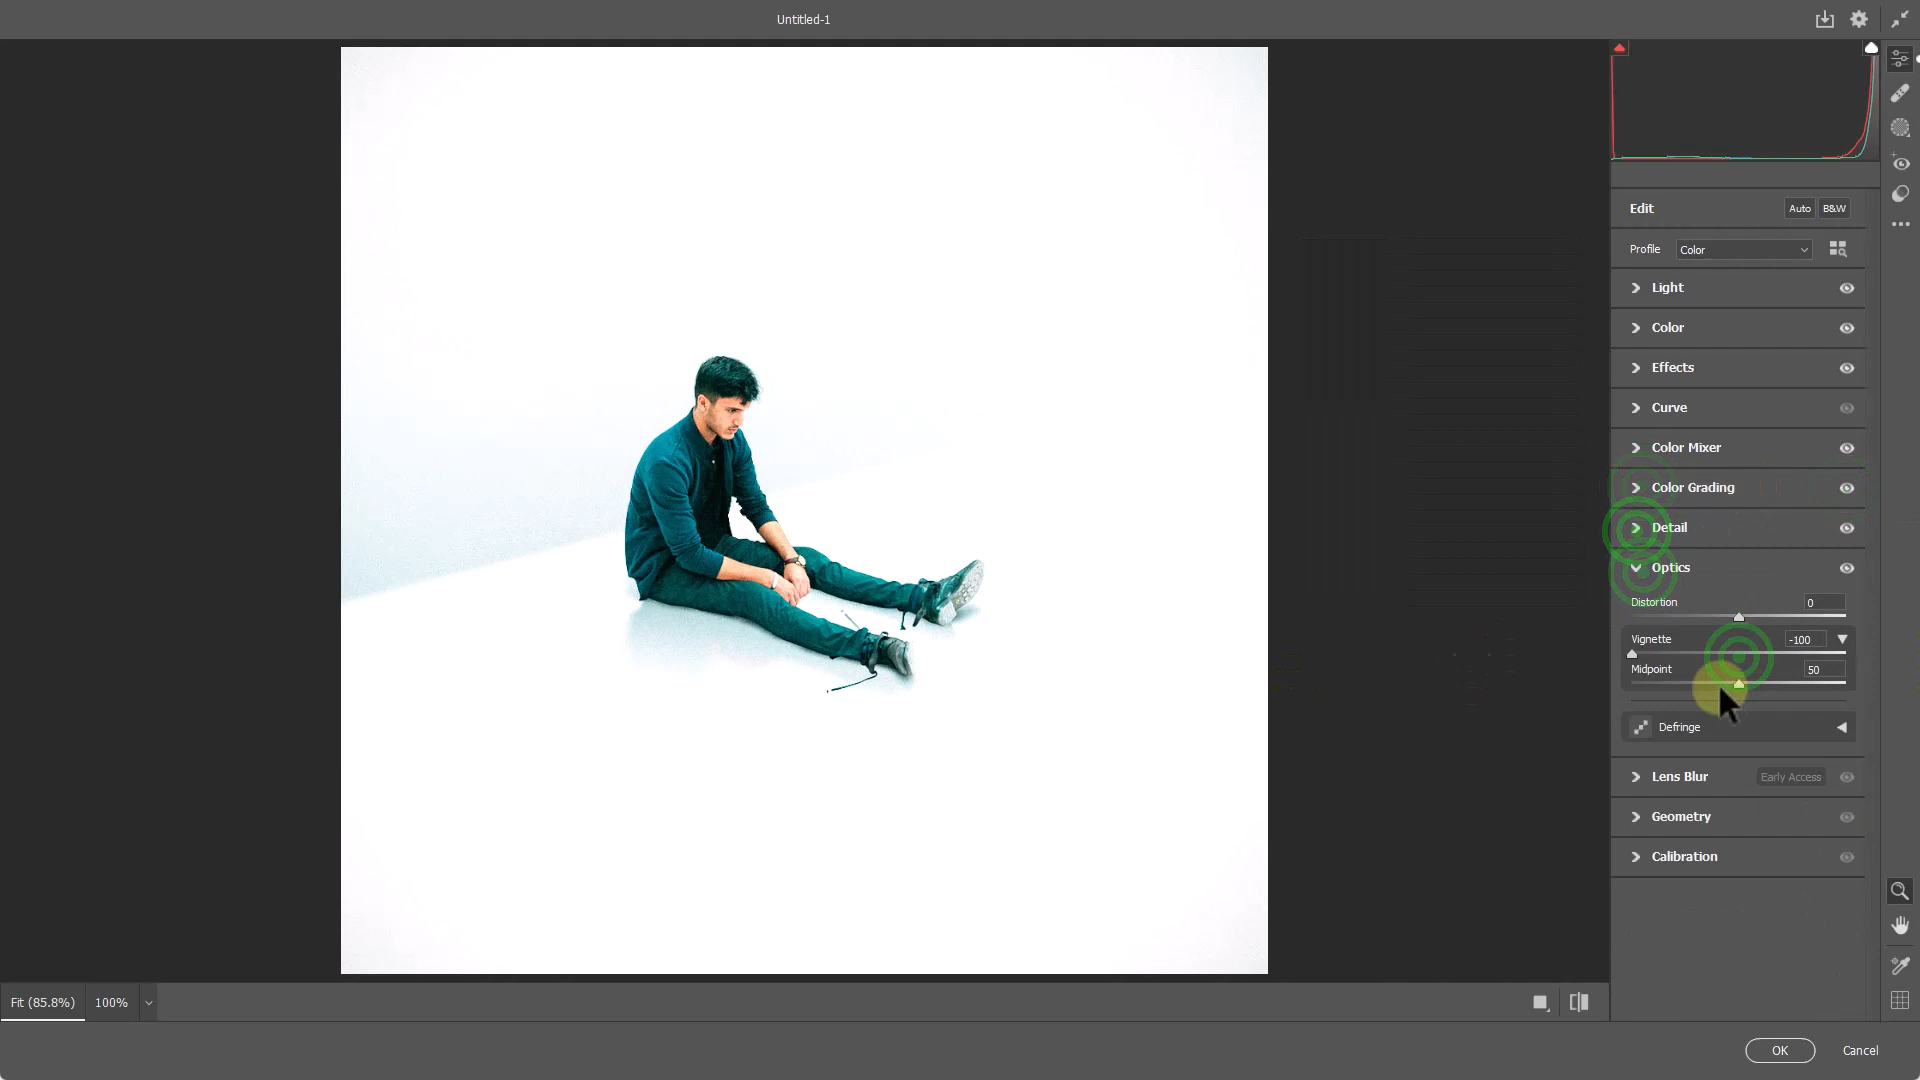 Untitled-1
Edit
Auto
B&W
Profile
Color
Light
Color
Effects
Curve
Color Mixer
Color Grading
Detail
Optics
Distortion
0
Vignette
-100
Midpoint
50
Defringe
Lens Blur
Early Access
Geometry
Calibration
Fit (85.8%)
100%
OK
Cancel